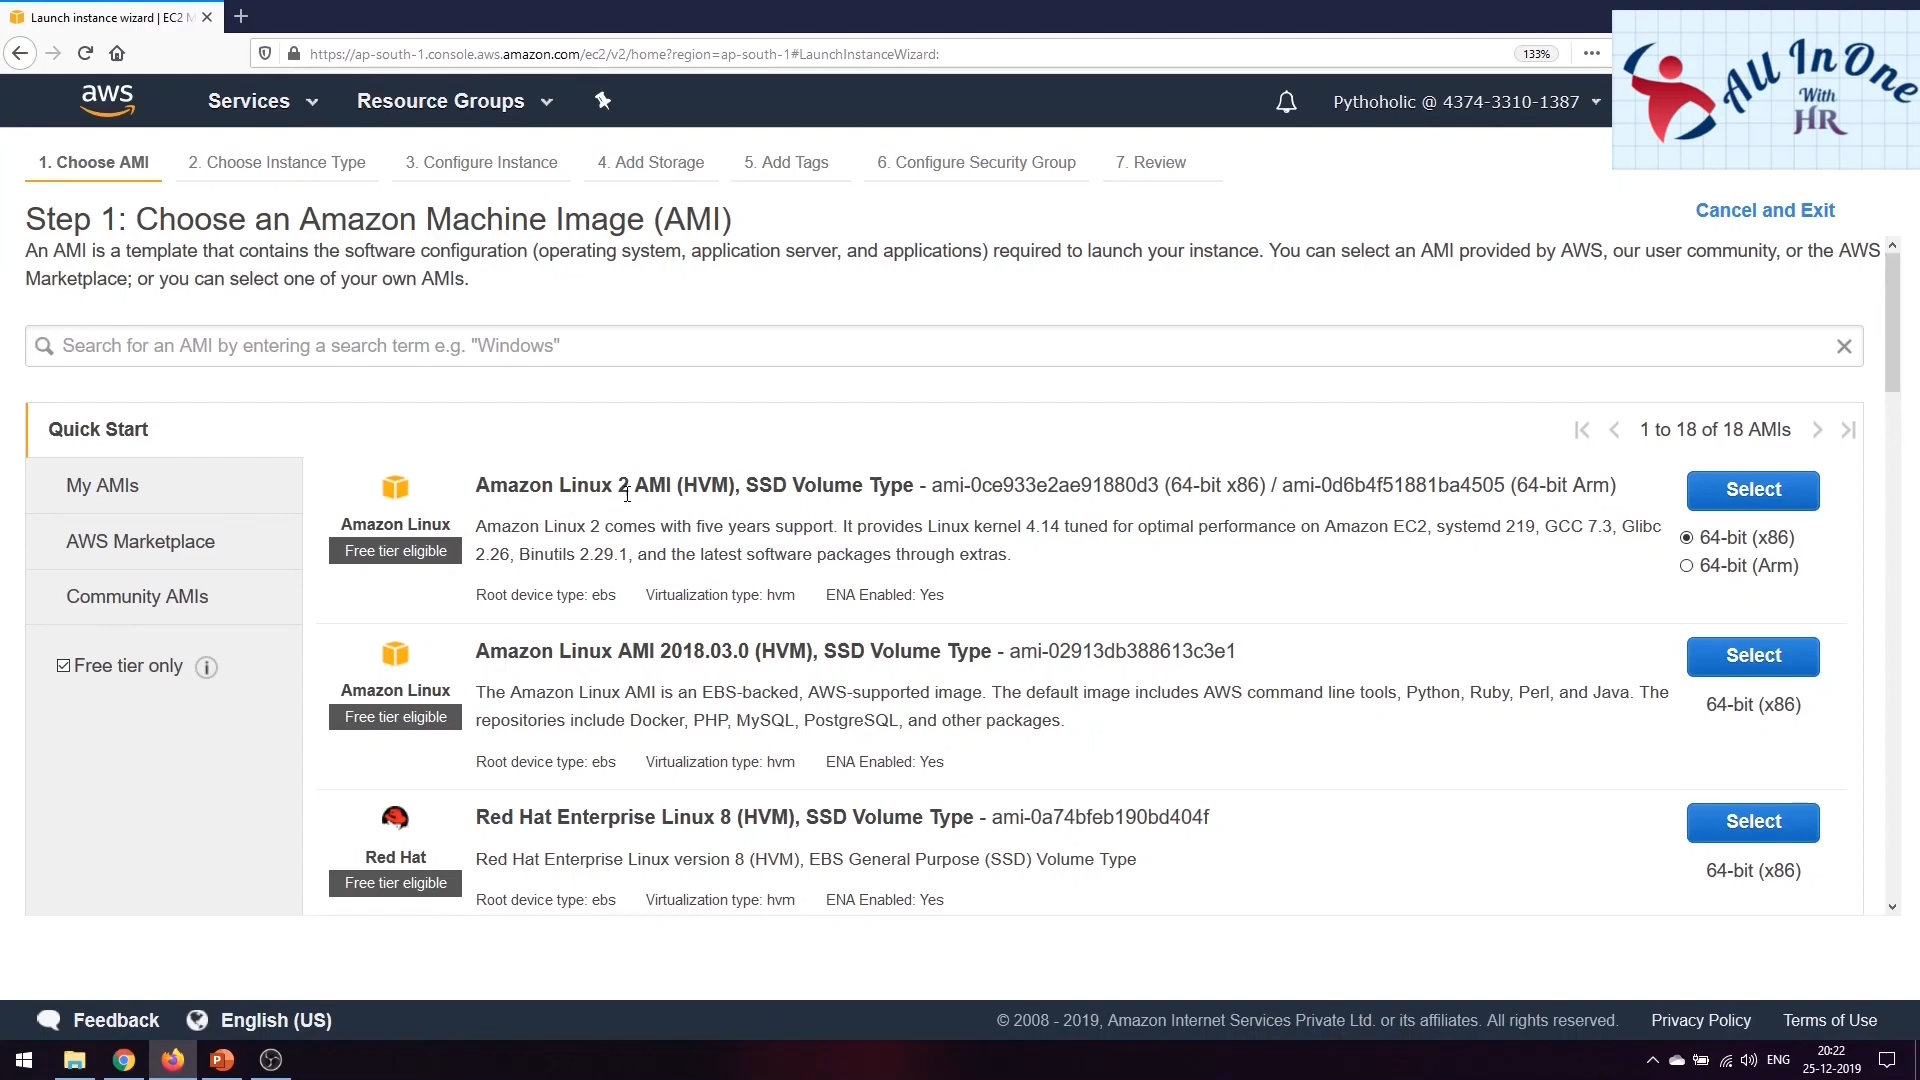 Launch instance wizard | EC2 M
https://ap-south-1.console.aws.amazon.com/ec2/v2/home?region=ap-south-1#LaunchInstanceWizard:
133%
All In One
With
HR
aws
Services
Resource Groups
Pythoholic @ 4374-3310-1387
1. Choose AMI
2. Choose Instance Type
3. Configure Instance
4. Add Storage
5. Add Tags
6. Configure Security Group
7. Review
Step 1: Choose an Amazon Machine Image (AMI)
Cancel and Exit
An AMI is a template that contains the software configuration (operating system, application server, and applications) required to launch your instance. You can select an AMI provided by AWS, our user community, or the AWS
Marketplace; or you can select one of your own AMIs.
Search for an AMI by entering a search term e.g. "Windows"
Quick Start
1 to 18 of 18 AMIs
My AMIs
AWS Marketplace
Community AMIs
Free tier only
Amazon Linux
Free tier eligible
Amazon Linux 2 AMI (HVM), SSD Volume Type - ami-0ce933e2ae91880d3 (64-bit x86) / ami-0d6b4f51881ba4505 (64-bit Arm)
Amazon Linux 2 comes with five years support. It provides Linux kernel 4.14 tuned for optimal performance on Amazon EC2, systemd 219, GCC 7.3, Glibc
2.26, Binutils 2.29.1, and the latest software packages through extras.
Root device type: ebs Virtualization type: hvm ENA Enabled: Yes
Select
64-bit (x86)
64-bit (Arm)
Amazon Linux
Free tier eligible
Amazon Linux AMI 2018.03.0 (HVM), SSD Volume Type - ami-02913db388613c3e1
The Amazon Linux AMI is an EBS-backed, AWS-supported image. The default image includes AWS command line tools, Python, Ruby, Perl, and Java. The
repositories include Docker, PHP, MySQL, PostgreSQL, and other packages.
Root device type: ebs Virtualization type: hvm ENA Enabled: Yes
Select
64-bit (x86)
Red Hat
Free tier eligible
Red Hat Enterprise Linux 8 (HVM), SSD Volume Type - ami-0a74bfeb190bd404f
Red Hat Enterprise Linux version 8 (HVM), EBS General Purpose (SSD) Volume Type
Root device type: ebs Virtualization type: hvm ENA Enabled: Yes
Select
64-bit (x86)
Feedback
English (US)
© 2008 - 2019, Amazon Internet Services Private Ltd. or its affiliates. All rights reserved.
Privacy Policy
Terms of Use
ENG
20:22
25-12-2019